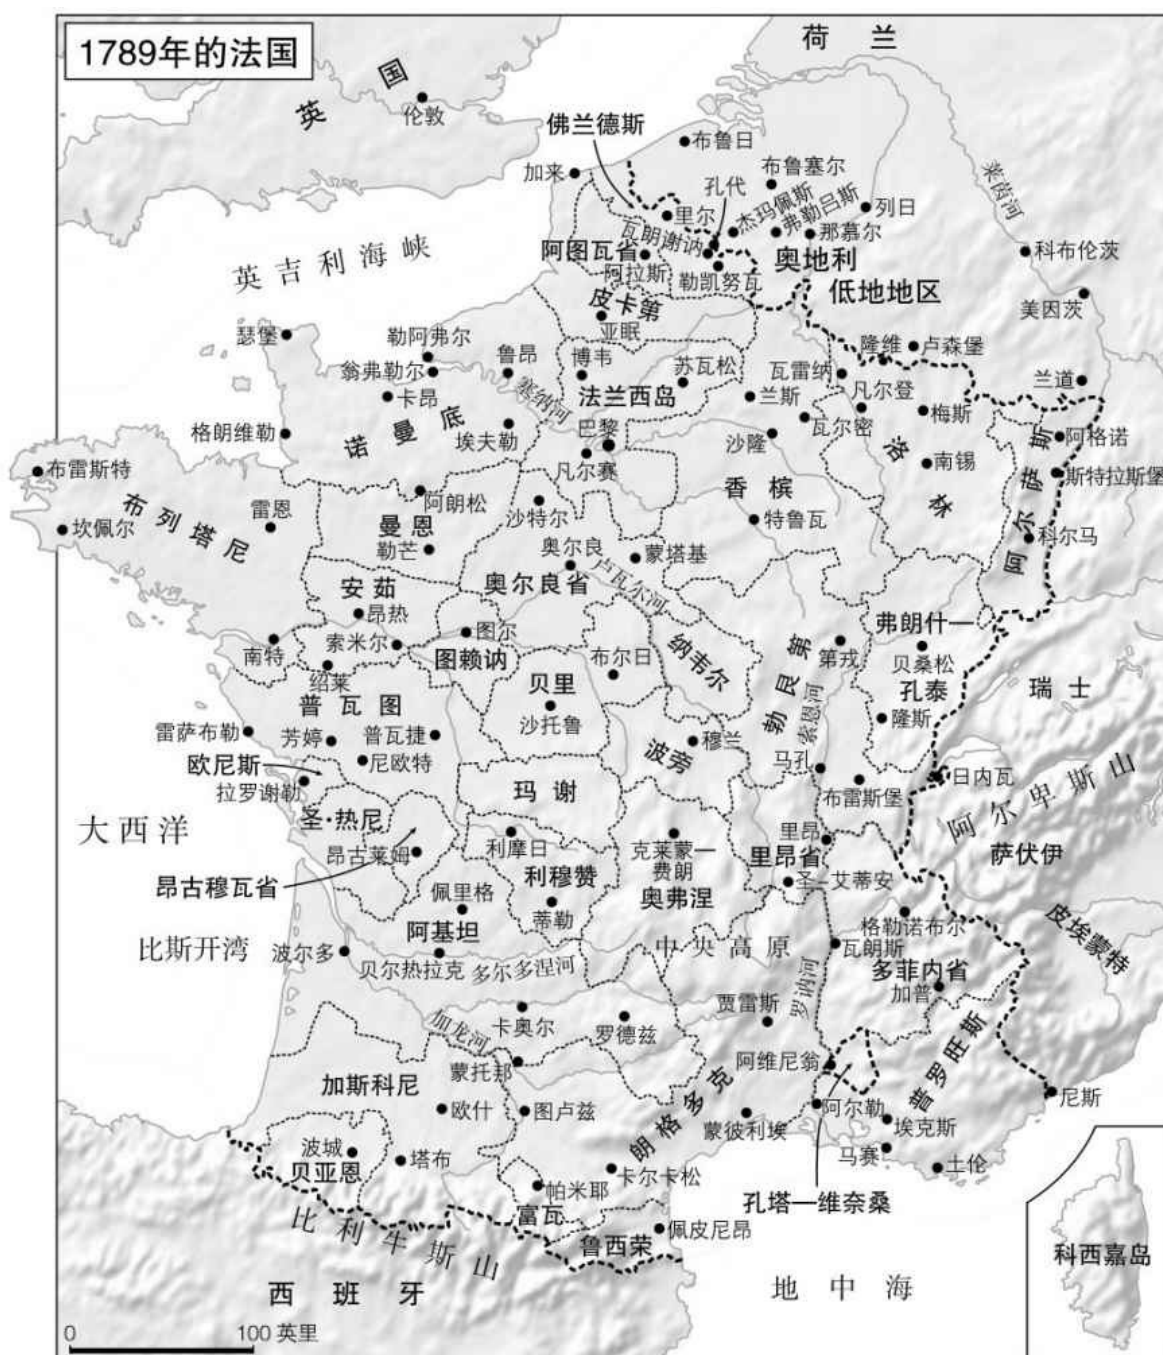 1789年的法国
荷兰
英国
伦敦
佛兰德斯
布鲁日
加来
布鲁塞尔
孔代
莱茵河
里尔
杰玛佩斯
弗勒吕斯
列日
瓦朗谢讷
那慕尔
阿图瓦省
阿拉斯
勒凯努瓦
奥地利
低地地区
科布伦茨
英吉利海峡
美因茨
皮卡第
亚眠
瑟堡
勒阿弗尔
鲁昂
博韦
苏瓦松
隆维
卢森堡
瓦雷纳
翁弗勒尔
塞纳河
法兰西岛
兰斯
凡尔登
梅斯
兰道
卡昂
格朗维勒
诺曼底
埃夫勒
巴黎
沙隆
瓦尔密
洛林
阿格诺
布雷斯特
凡尔赛
南锡
斯特拉斯堡
阿尔萨斯
布列塔尼
雷恩
阿朗松
沙特尔
香槟
特鲁瓦
坎佩尔
曼恩
勒芒
奥尔良
蒙塔基
科尔马
奥尔良省
卢瓦尔河
安茹
昂热
弗朗什—
孔泰
南特
索米尔
图尔
图赖讷
布尔日
纳韦尔
勃艮第
第戎
贝桑松
绍莱
贝里
沙托鲁
索恩河
瑞士
普瓦图
隆斯
雷萨布勒
芳婷
普瓦捷
穆兰
波旁
马孔
欧尼斯
尼欧特
布雷斯堡
日内瓦
拉罗谢勒
玛谢
阿尔卑斯山
大西洋
圣·热尼
昂古莱姆
利摩日
克莱蒙—
费朗
里昂
里昂省
萨伏伊
昂古穆瓦省
佩里格
利穆赞
蒂勒
奥弗涅
圣–艾蒂安
阿基坦
格勒诺布尔
皮埃蒙特
比斯开湾
波尔多
贝尔热拉克
多尔多涅河
中央高原
瓦朗斯
多菲内省
加普
罗讷河
贾雷斯
卡奥尔
罗德兹
伽龙河
蒙托邦
阿维尼翁
普罗旺斯
加斯科尼
欧什
图卢兹
朗格多克
蒙彼利埃
阿尔勒
埃克斯
尼斯
波城
贝亚恩
塔布
卡尔卡松
马赛
土伦
帕米耶
富瓦
孔塔—维奈桑
比利牛斯山
鲁西荣
佩皮尼昂
科西嘉岛
西班牙
地中海
0
100 英里